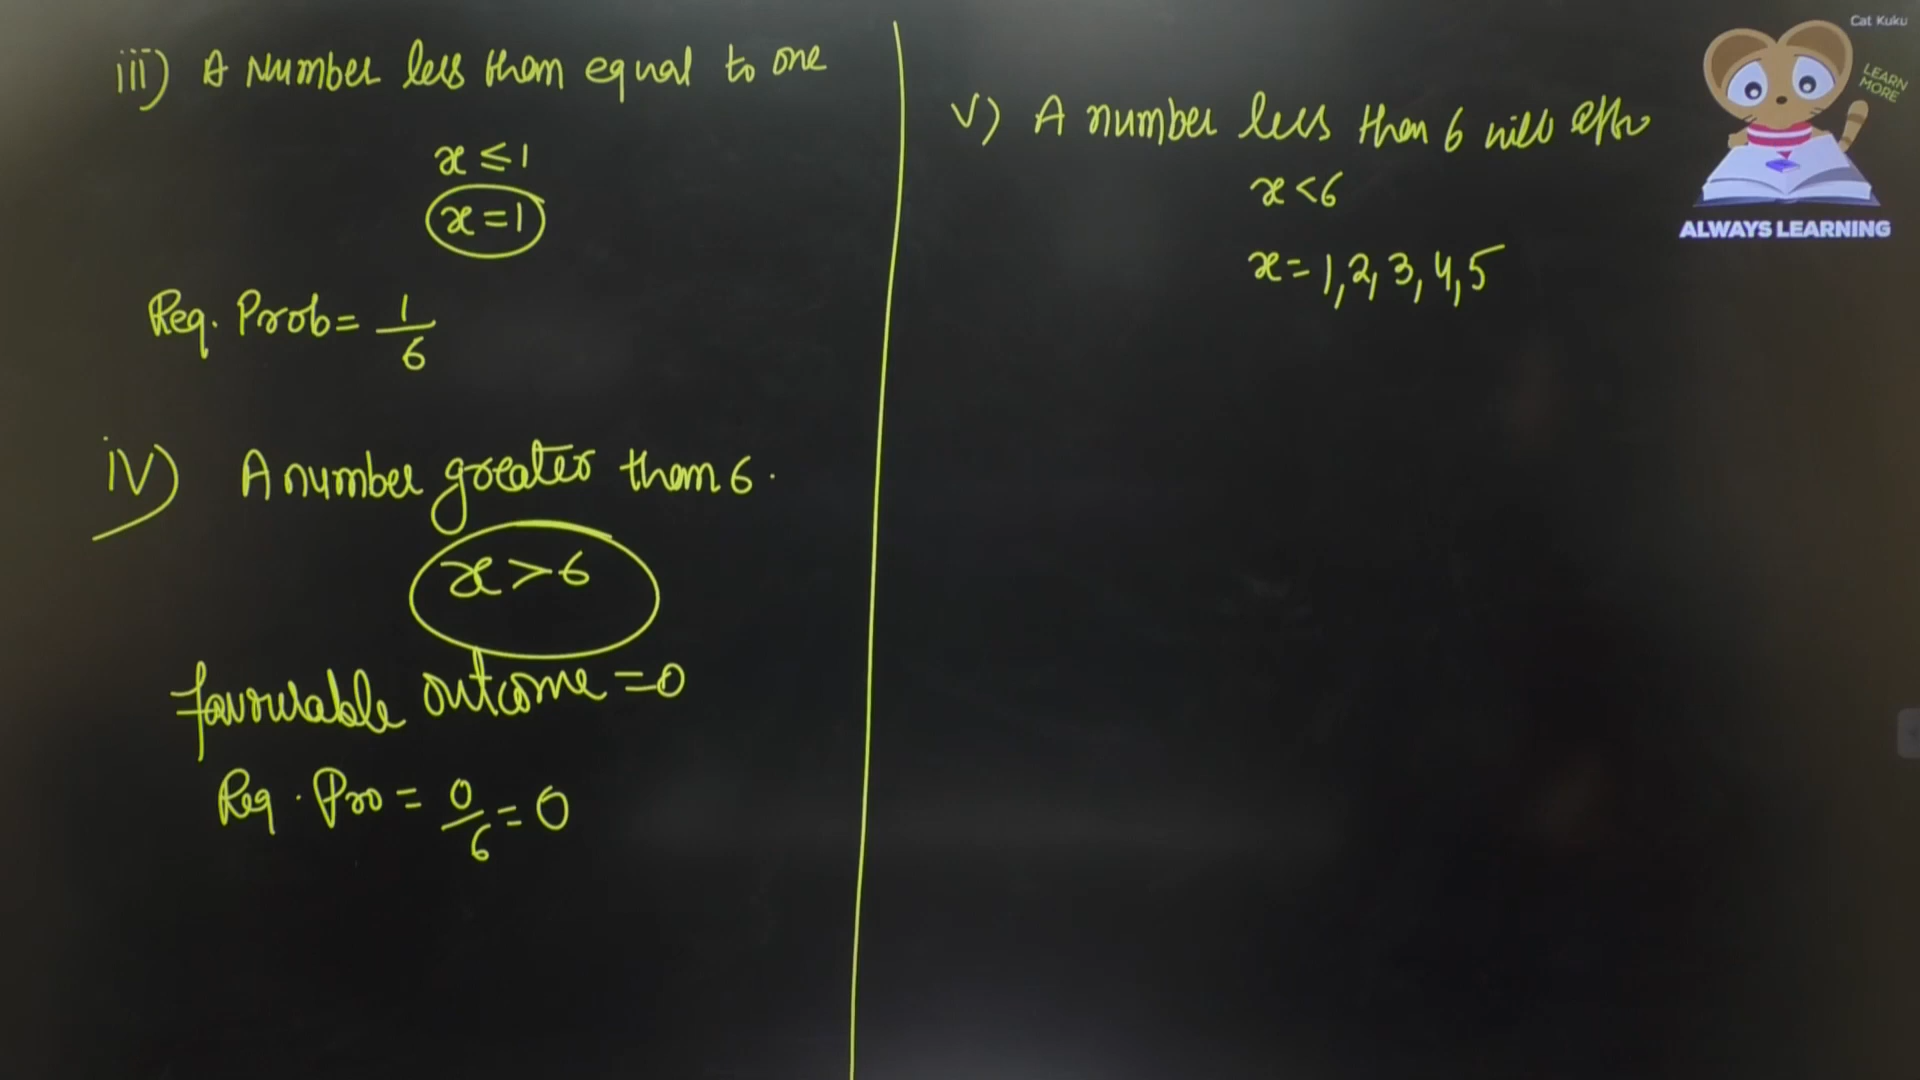 iii) A Number less than equal to one
x ≤ 1
x = 1
Req. Prob = 1/6
iv) A number greater than 6.
x > 6
favourable outcome = 0
Req. Pro = 0/6 = 0
v) A number less than 6 will
x < 6
x = 1, 2, 3, 4, 5
Cat Kuku
LEARN
MORE
ALWAYS LEARNING